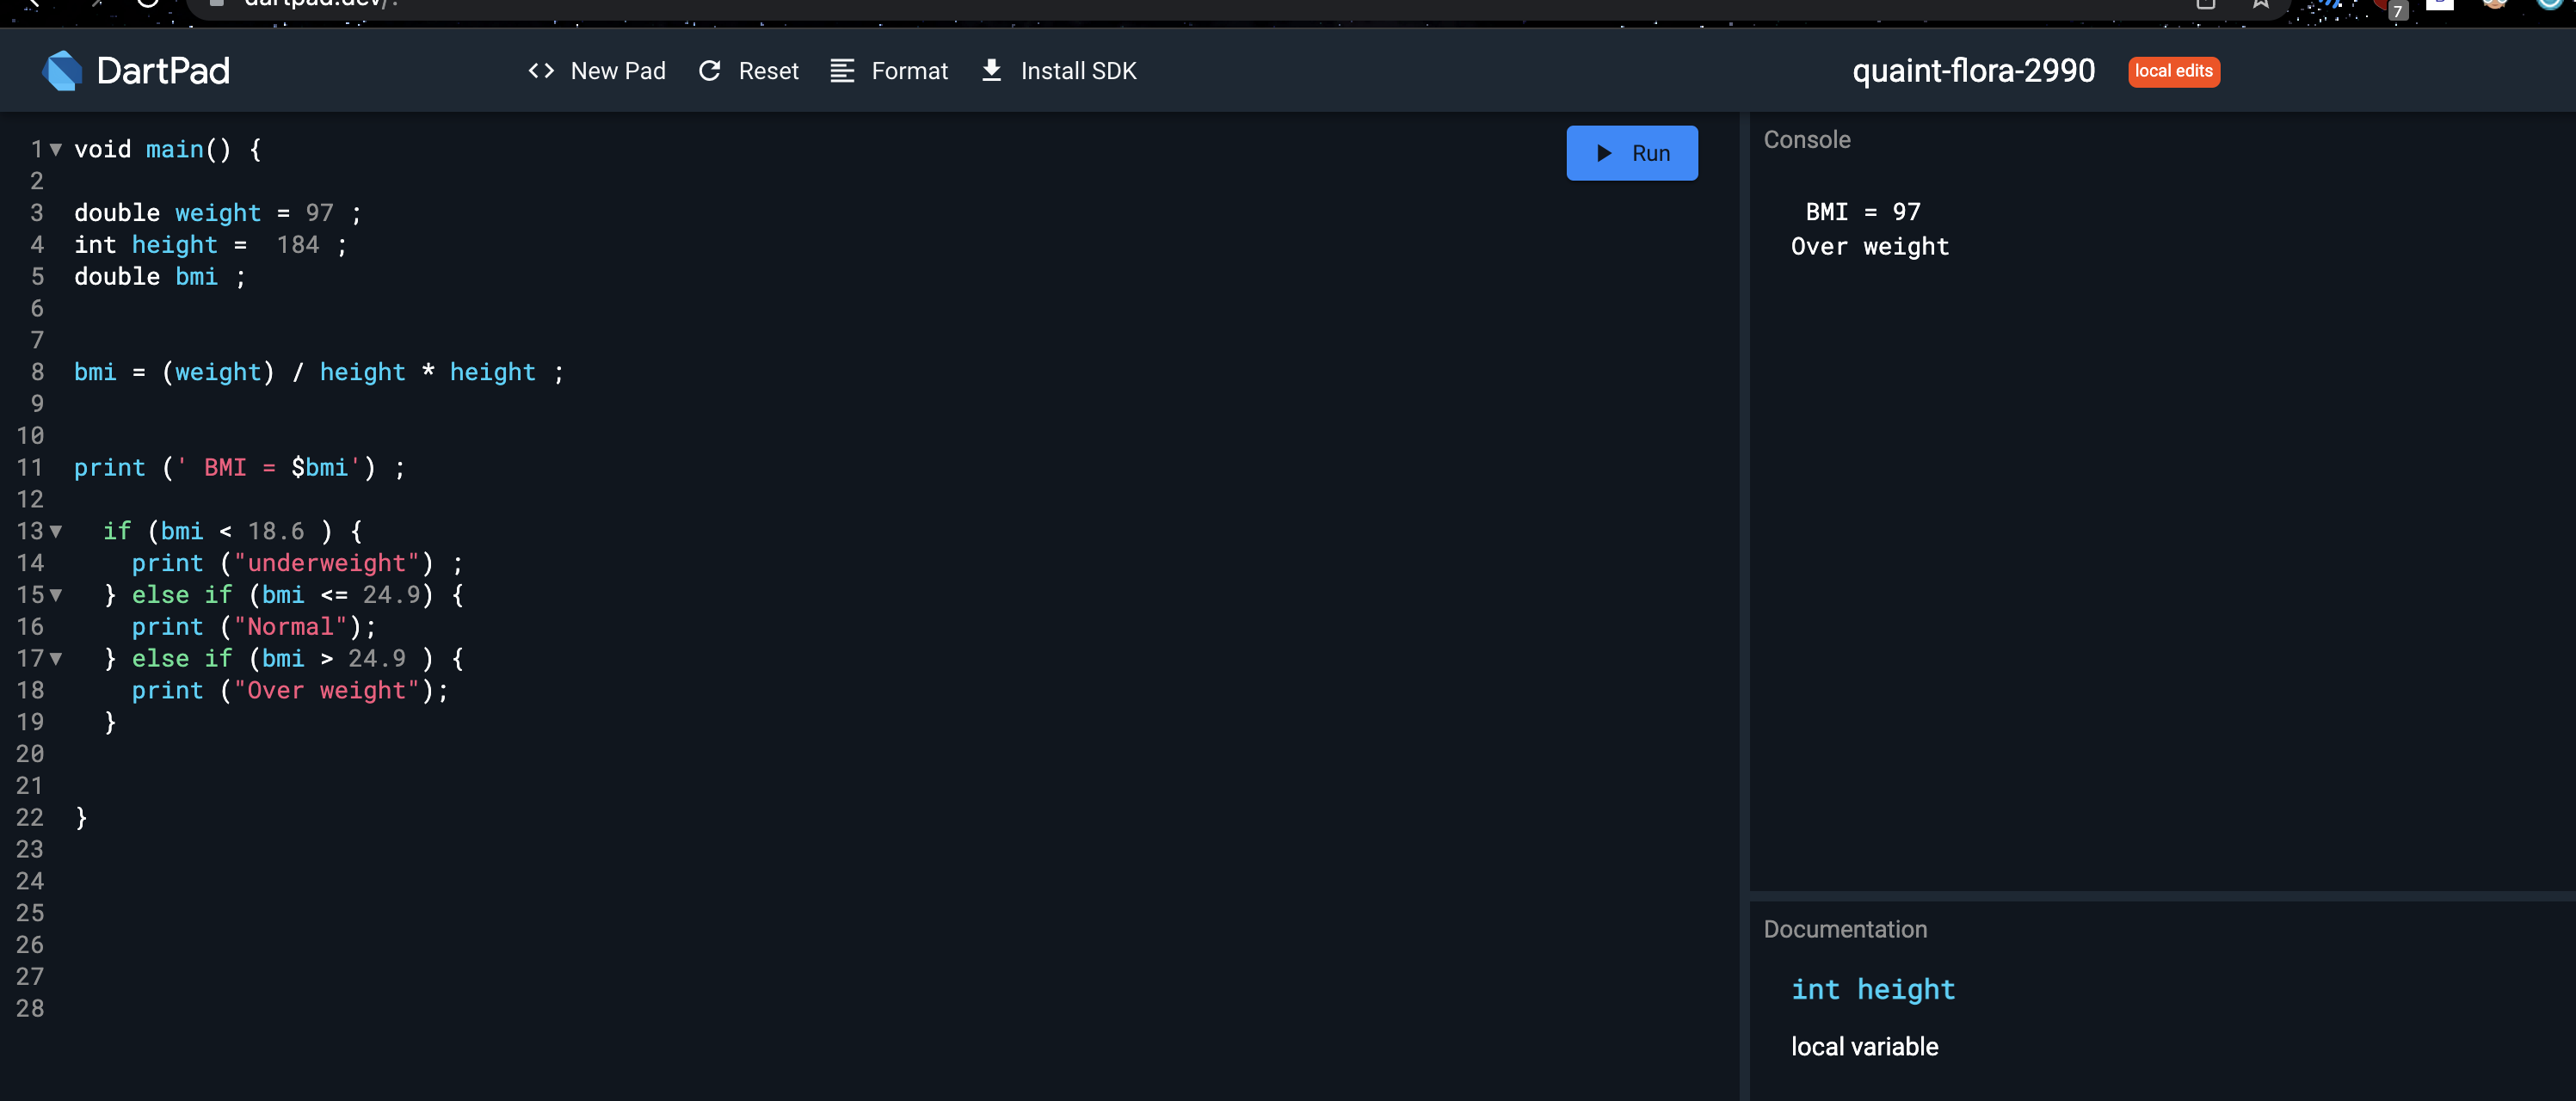 dartpad.dev/?
7
DartPad
New Pad
Reset
Format
Install SDK
quaint-flora-2990
local edits
1 void main() {
2
3 double weight = 97 ;
4 int height =  184 ;
5 double bmi ;
6
7
8 bmi = (weight) / height * height ;
9
10
11 print (' BMI = $bmi') ;
12
13   if (bmi < 18.6 ) {
14     print ("underweight") ;
15   } else if (bmi <= 24.9) {
16     print ("Normal");
17   } else if (bmi > 24.9 ) {
18     print ("Over weight");
19   }
20
21
22 }
23
24
25
26
27
28
Run
Console
BMI = 97
Over weight
Documentation
int height
local variable